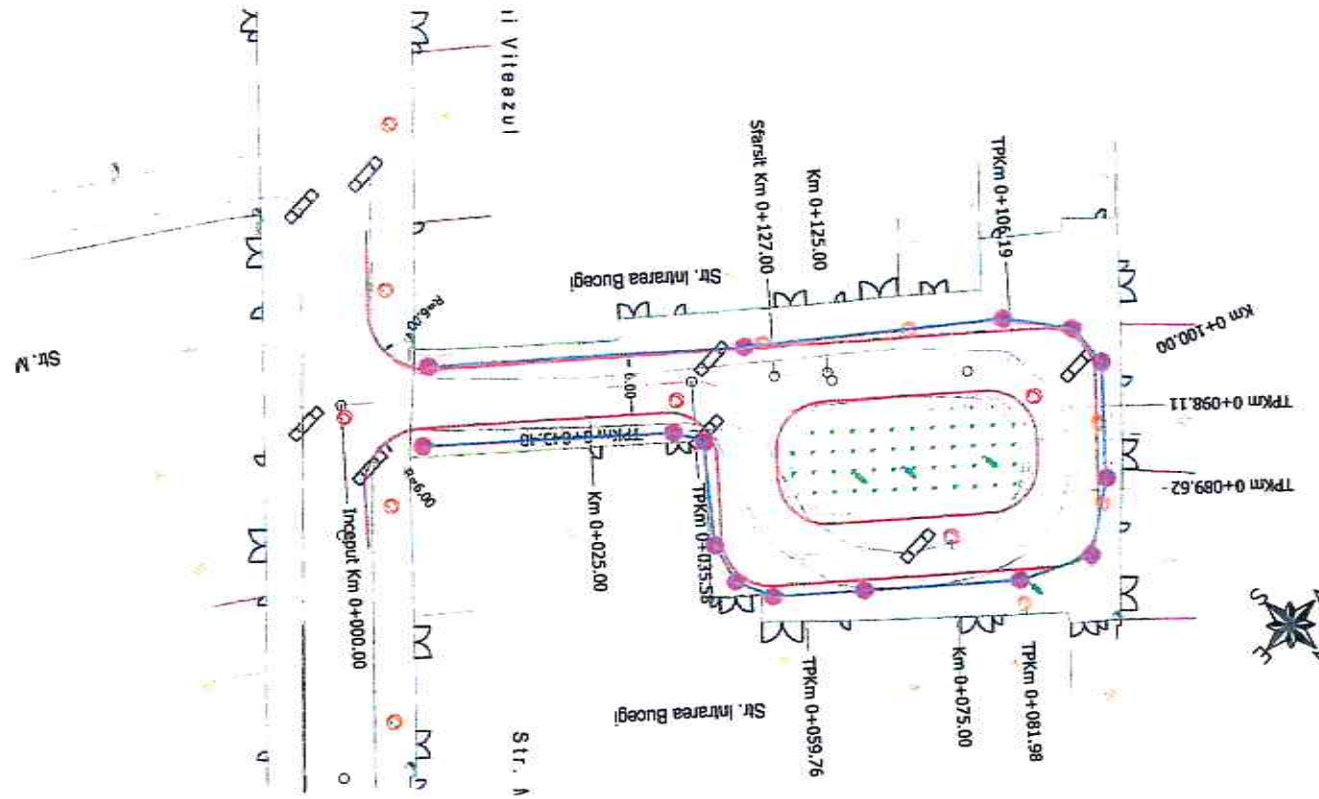 ii Viteazul
Sfarsit Km 0+127.00
Km 0+125.00
TPKm 0+106.19
Str. Intrarea Bucegi
Km 0+100.00
R=6.00
Str. M
6.00
TPKm 0+098.11
TPKm 0+089.62
R=6.00
Inceput Km 0+000.00
Km 0+025.00
TPKm 0+035.58
Str. Intrarea Bucegi
TPKm 0+059.76
Km 0+075.00
TPKm 0+081.98
S
E